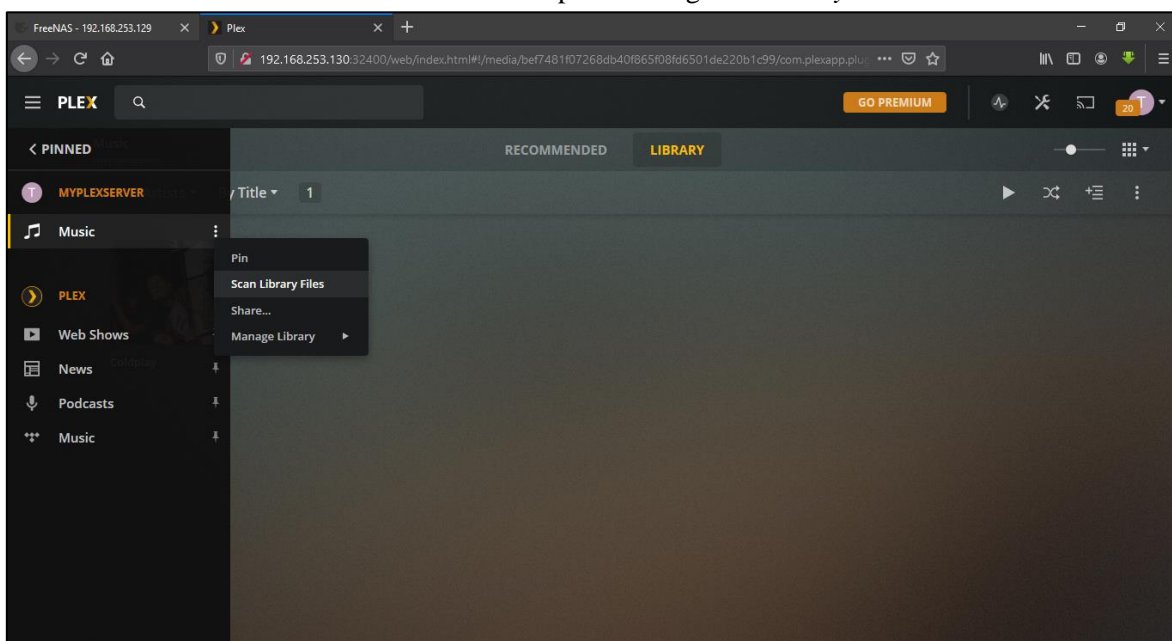 FreeNAS - 192.168.253.129
Plex
192.168.253.130:32400/web/index.html#!/media/bef7481f07268db40f865f08fd6501de220b1c99/com.plexapp.plug
PLEX
GO PREMIUM
20
T
PINNED
RECOMMENDED
LIBRARY
T MYPLEXSERVER
y Title
1
Music
Pin
Scan Library Files
Share...
Manage Library
PLEX
Web Shows
News
Coldplay
Podcasts
Music